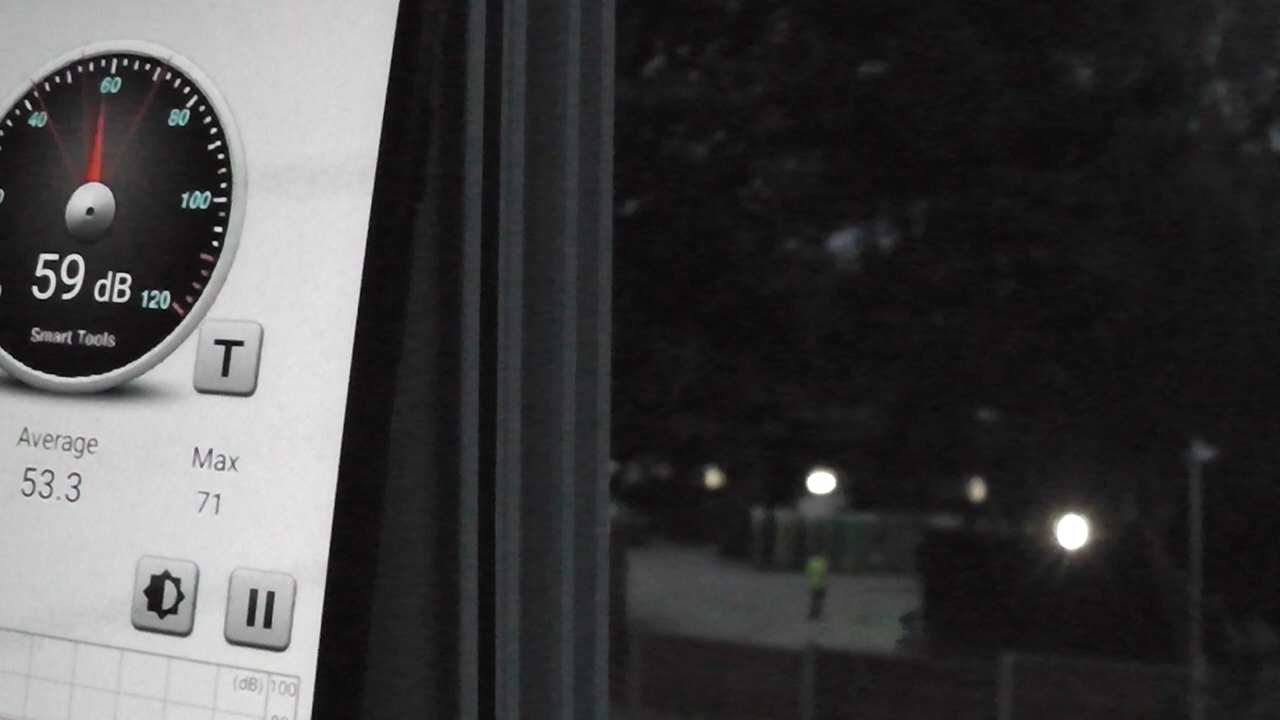 60
40
80
100
59 dB
120
Smart Tools
T
Average
Max
53.3
71
(dB) 100